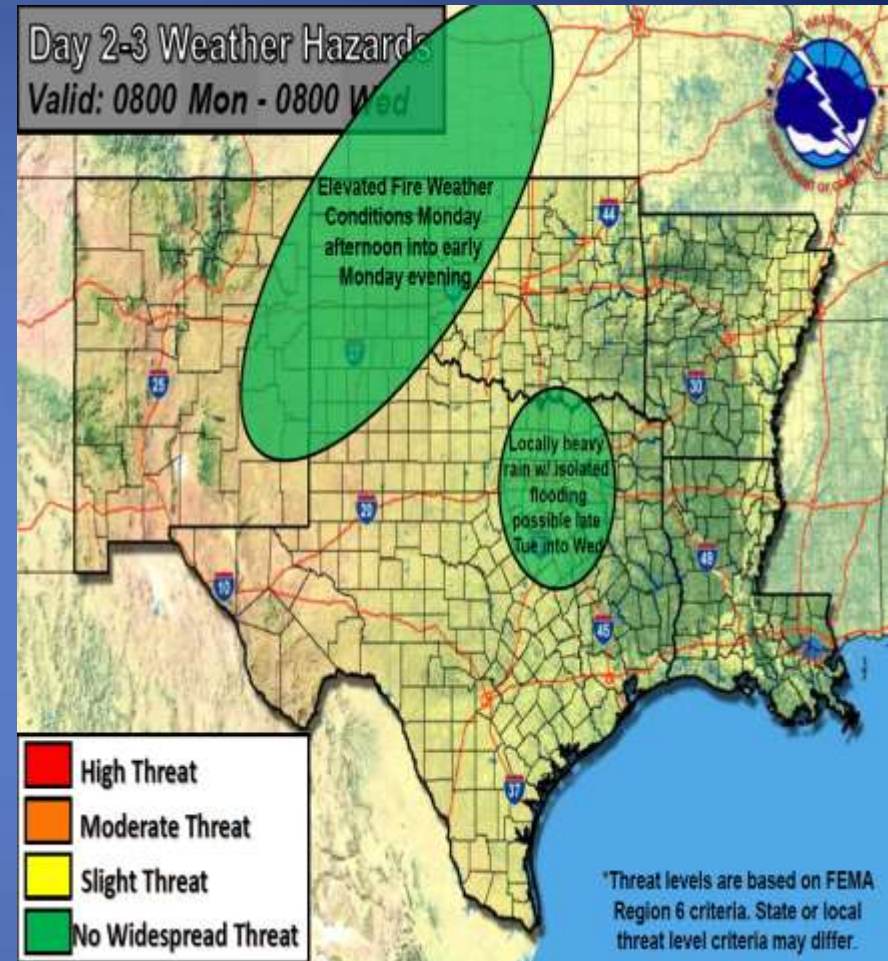 Day 2-3 Weather Hazards
Valid: 0800 Mon - 0800 Wed
Elevated Fire Weather
Conditions Monday
afternoon into early
Monday evening
44
25
30
Locally heavy
rain w/ isolated
flooding
possible late
Tue into Wed
20
49
10
45
37
High Threat
Moderate Threat
Slight Threat
No Widespread Threat
*Threat levels are based on FEMA
Region 6 criteria. State or local
threat level criteria may differ.